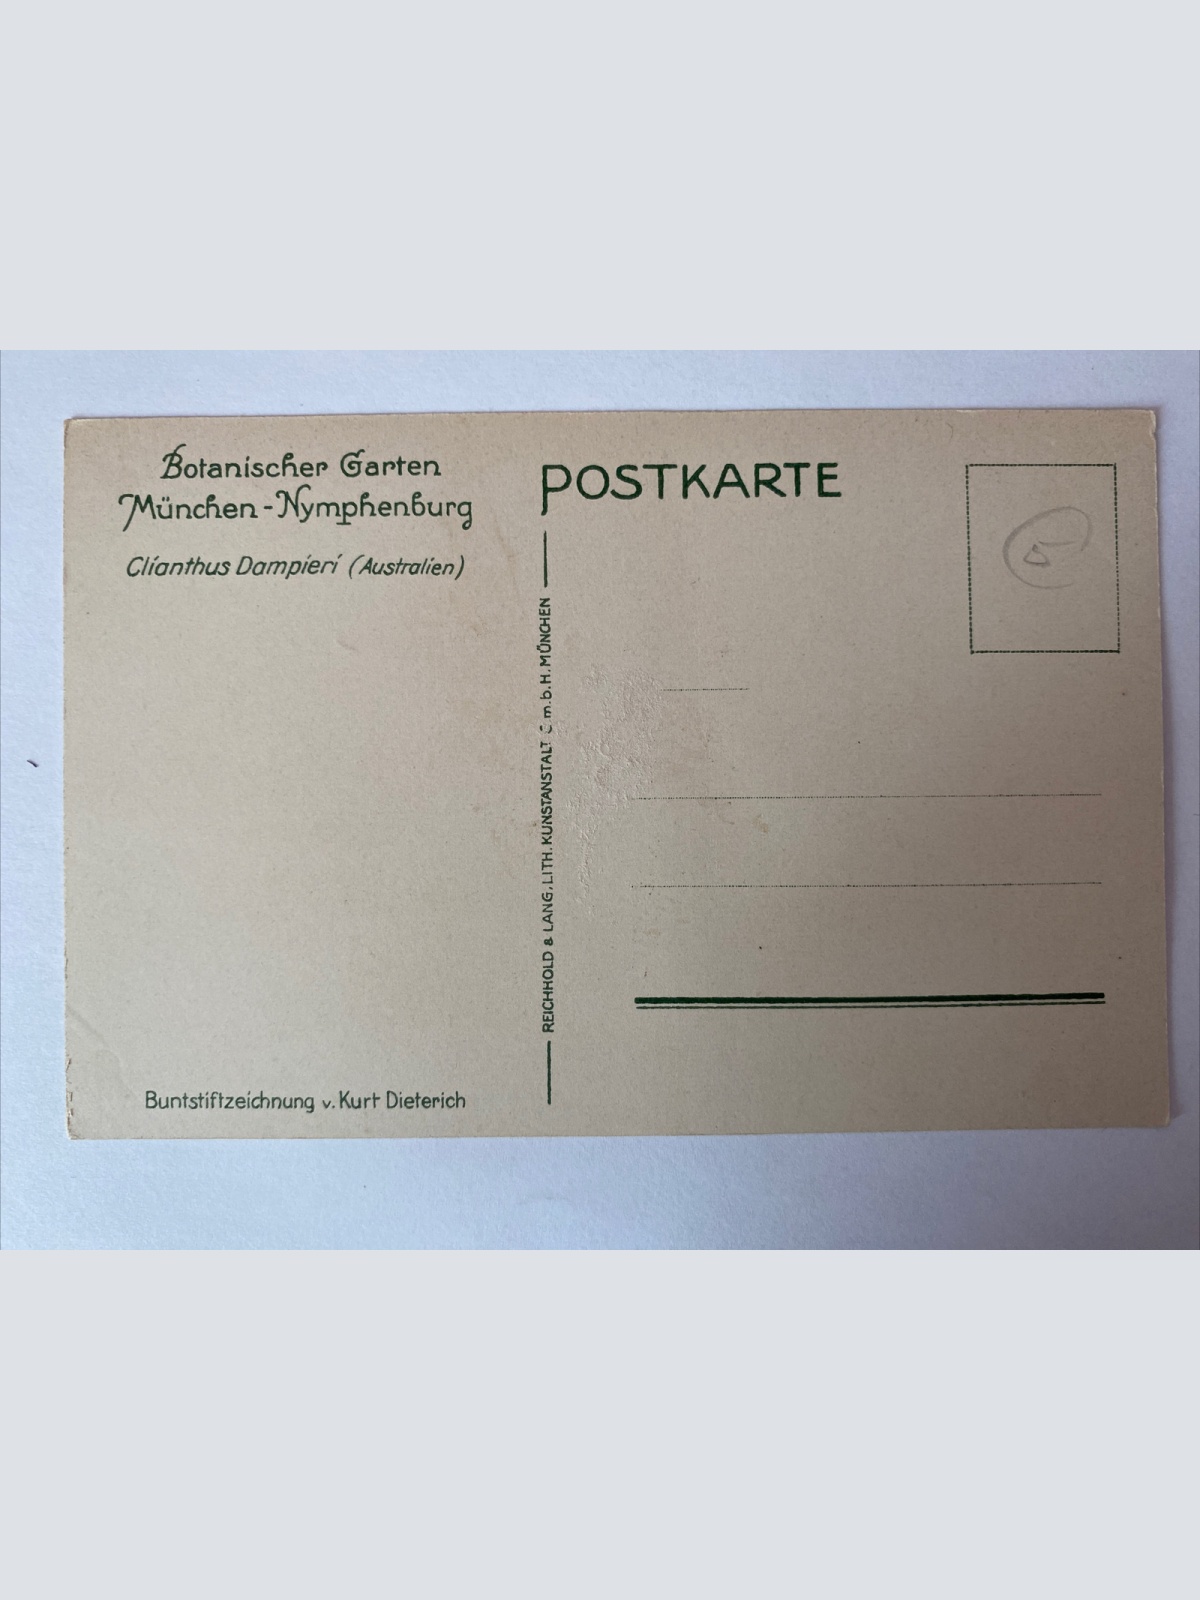 Botanischer Garten
München-Nymphenburg
Clianthus Dampieri (Australien)
Buntstiftzeichnung v. Kurt Dieterich
REICHHOLD & LANG, LITH. KUNSTANSTALT G.m.b.H. MÜNCHEN
POSTKARTE